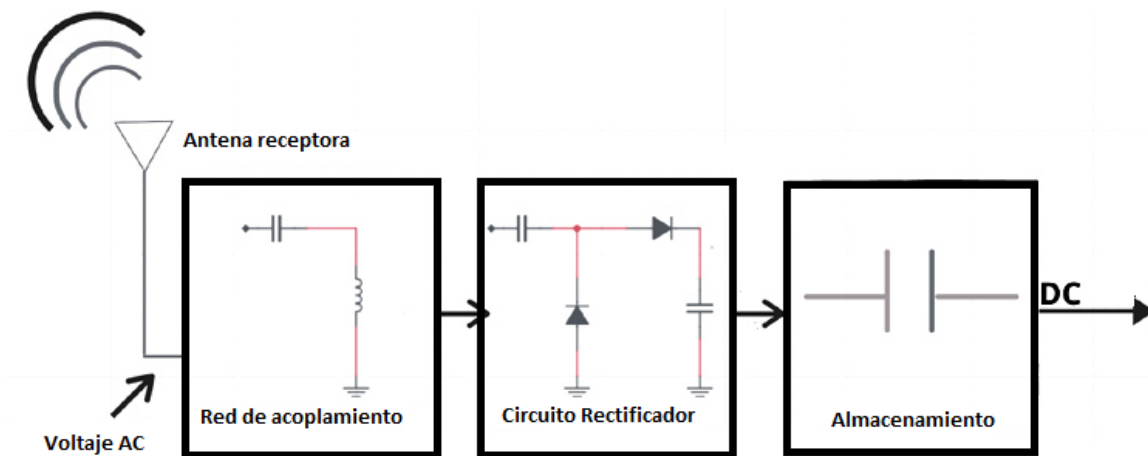 Antena receptora
DC
Red de acoplamiento
Circuito Rectificador
Almacenamiento
Voltaje AC